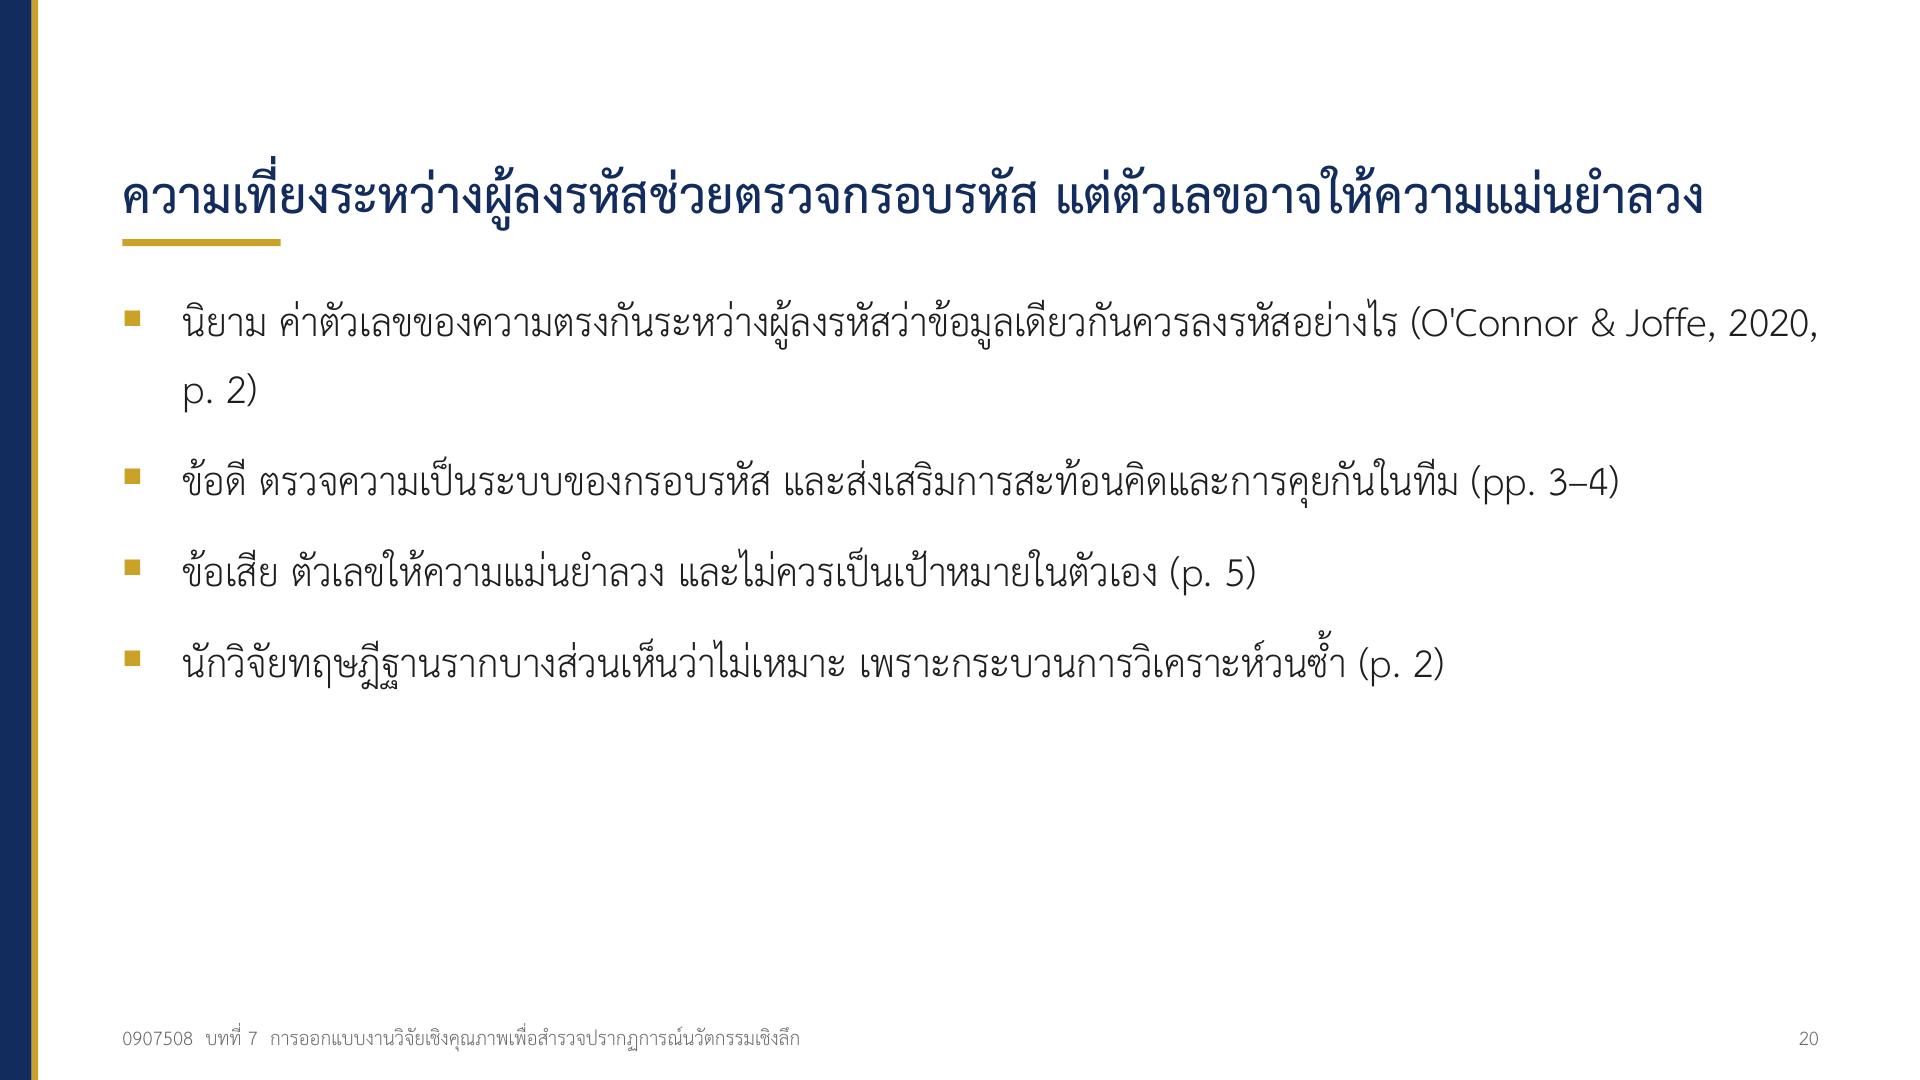 ความเที่ยงระหว่างผู้ลงรหัสช่วยตรวจกรอบรหัส แต่ตัวเลขอาจให้ความแม่นยำลวง
นิยาม ค่าตัวเลขของความตรงกันระหว่างผู้ลงรหัสว่าข้อมูลเดียวกันควรลงรหัสอย่างไร (O'Connor & Joffe, 2020,
p. 2)
ข้อดี ตรวจความเป็นระบบของกรอบรหัส และส่งเสริมการสะท้อนคิดและการคุยกันในทีม (pp. 3–4)
ข้อเสีย ตัวเลขให้ความแม่นยำลวง และไม่ควรเป็นเป้าหมายในตัวเอง (p. 5)
นักวิจัยทฤษฎีฐานรากบางส่วนเห็นว่าไม่เหมาะ เพราะกระบวนการวิเคราะห์วนซ้ำ (p. 2)
0907508 บทที่ 7 การออกแบบงานวิจัยเชิงคุณภาพเพื่อสำรวจปรากฏการณ์นวัตกรรมเชิงลึก
20